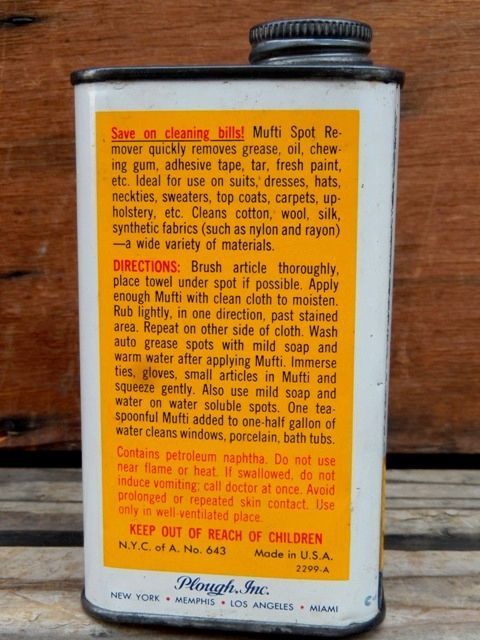 Save on cleaning bills! Mufti Spot Re-
mover quickly removes grease, oil, chew-
ing gum, adhesive tape, tar, fresh paint,
etc. Ideal for use on suits, dresses, hats,
neckties, sweaters, top coats, carpets, up-
holstery, etc. Cleans cotton, wool, silk,
synthetic fabrics (such as nylon and rayon)
—a wide variety of materials.
DIRECTIONS: Brush article thoroughly,
place towel under spot if possible. Apply
enough Mufti with clean cloth to moisten.
Rub lightly, in one direction, past stained
area. Repeat on other side of cloth. Wash
auto grease spots with mild soap and
warm water after applying Mufti. Immerse
ties, gloves, small articles in Mufti and
squeeze gently. Also use mild soap and
water on water soluble spots. One tea-
spoonful Mufti added to one-half gallon of
water cleans windows, porcelain, bath tubs.
Contains petroleum naphtha. Do not use
near flame or heat. If swallowed, do not
induce vomiting; call doctor at once. Avoid
prolonged or repeated skin contact. Use
only in well-ventilated place.
KEEP OUT OF REACH OF CHILDREN
N.Y.C. of A. No. 643 Made in U.S.A.
2299-A
Plough, Inc.
NEW YORK • MEMPHIS • LOS ANGELES • MIAMI